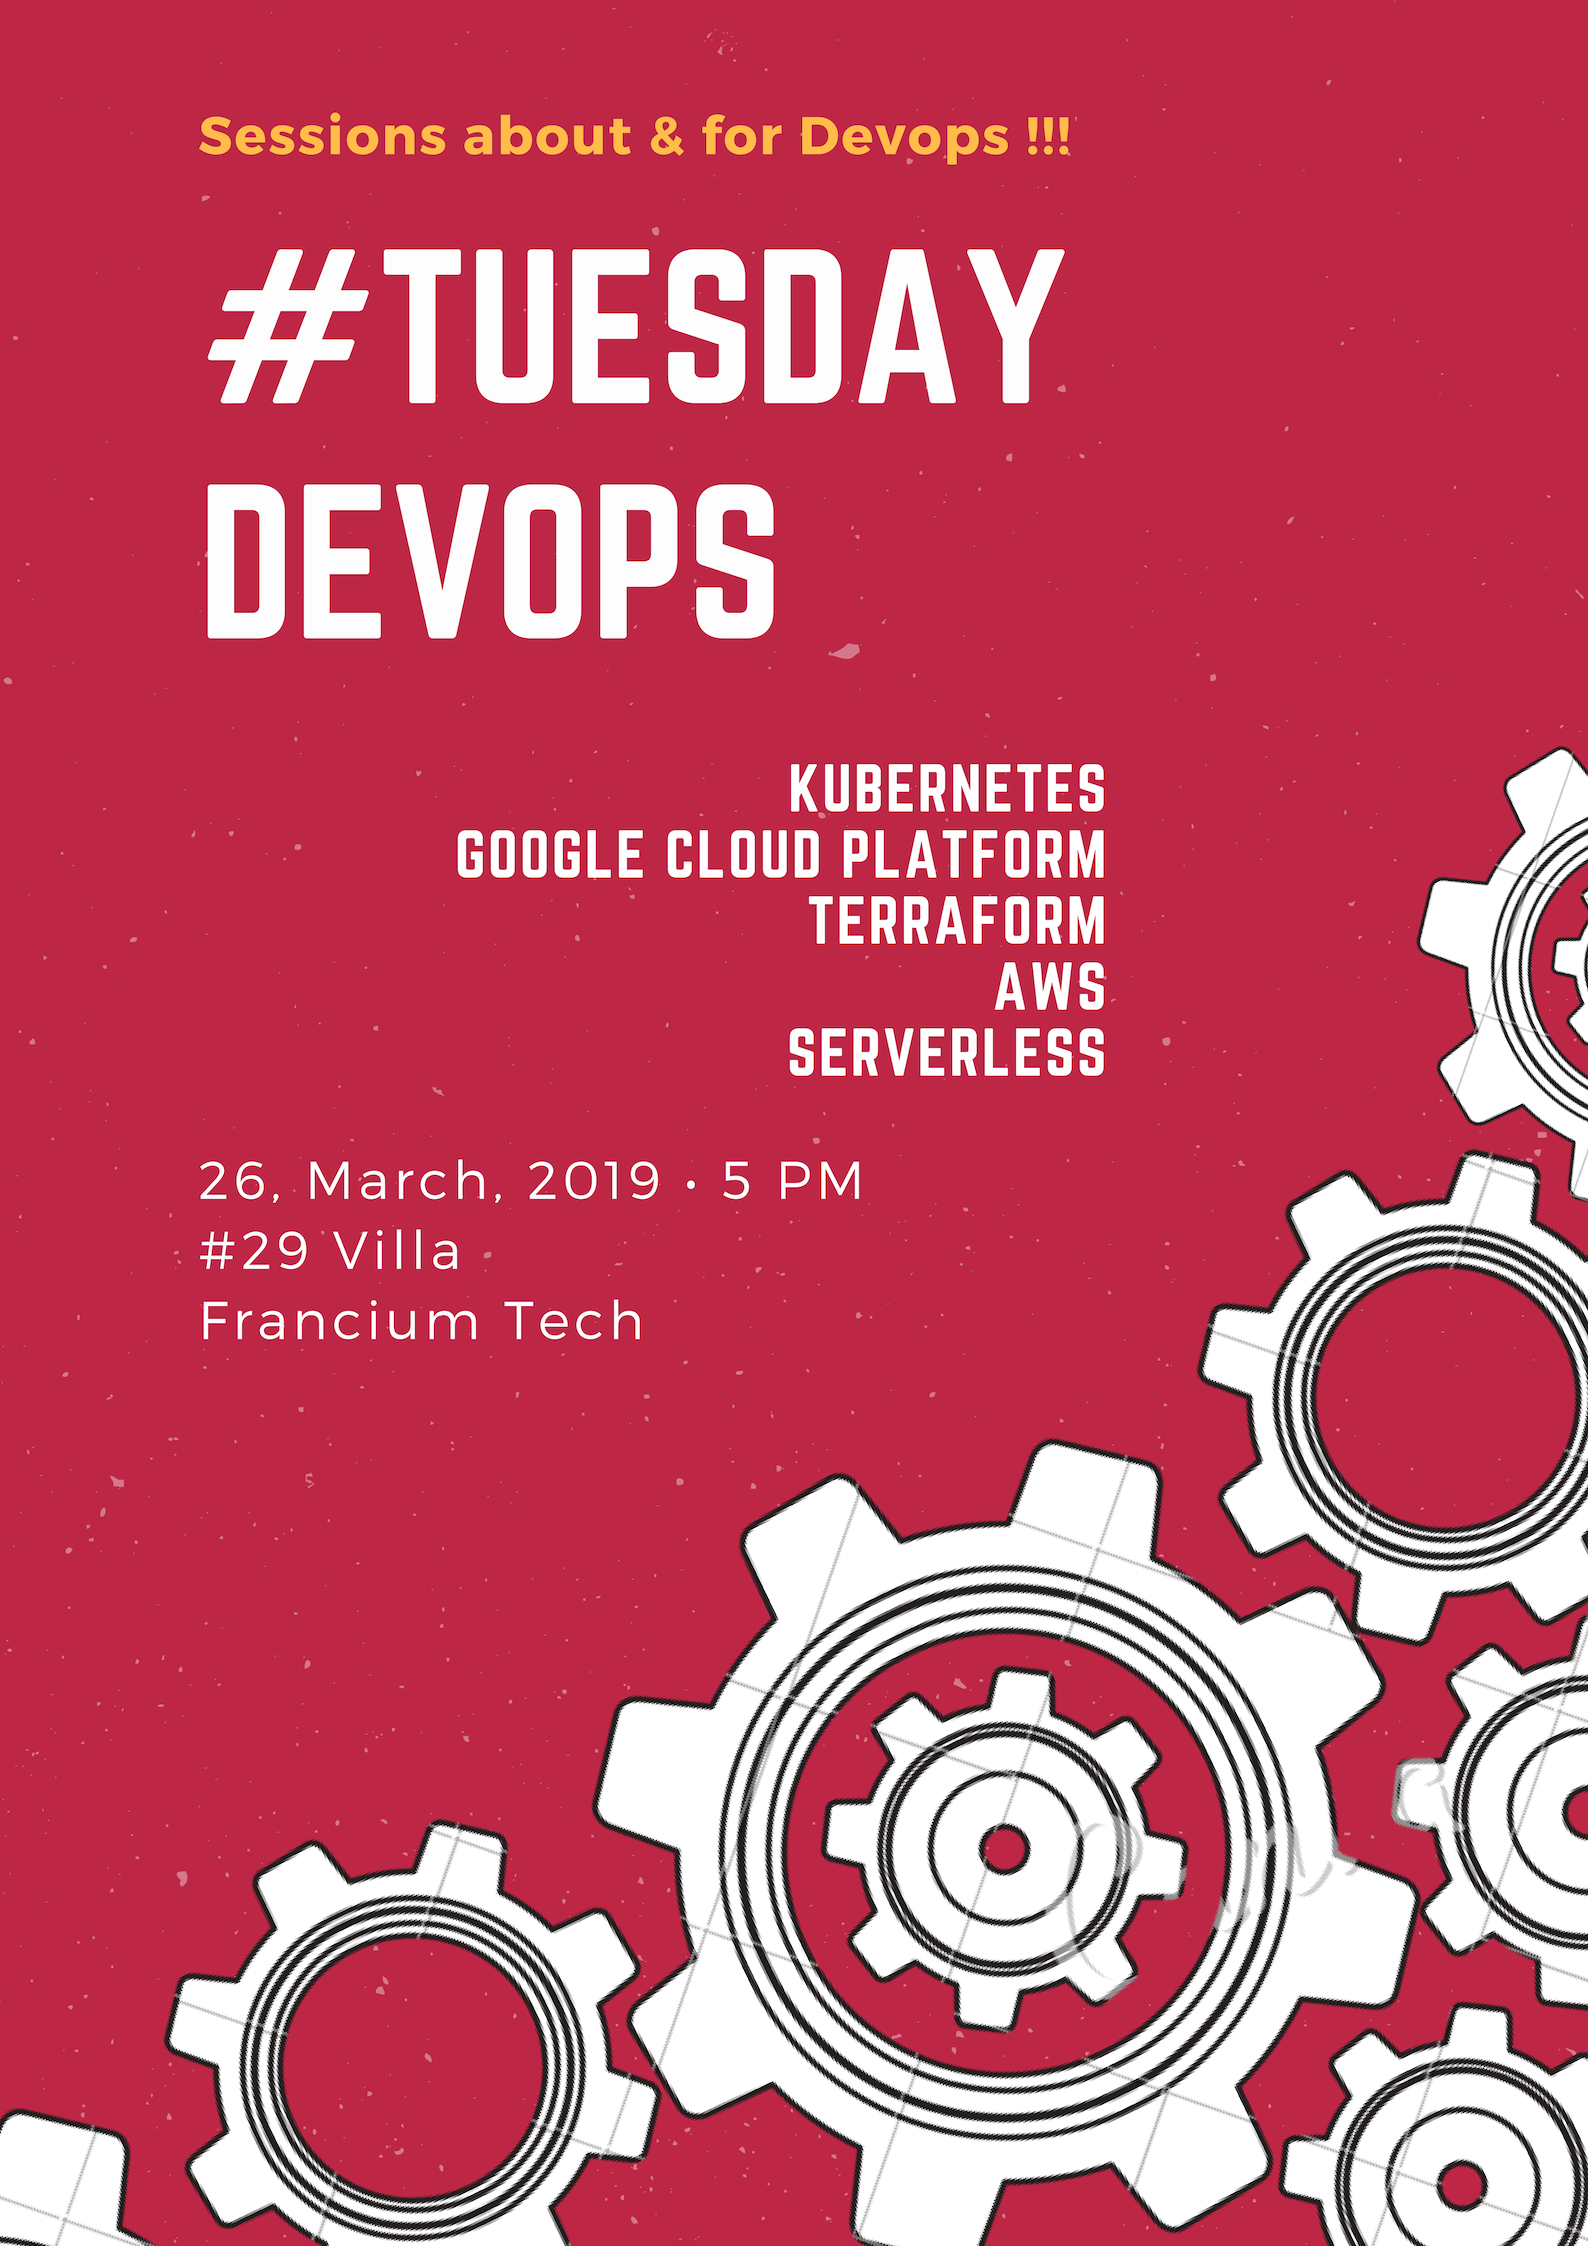 Sessions about & for Devops !!!
#TUESDAY
DEVOPS
KUBERNETES
GOOGLE CLOUD PLATFORM
TERRAFORM
AWS
SERVERLESS
26, March, 2019 • 5 PM
#29 Villa
Francium Tech